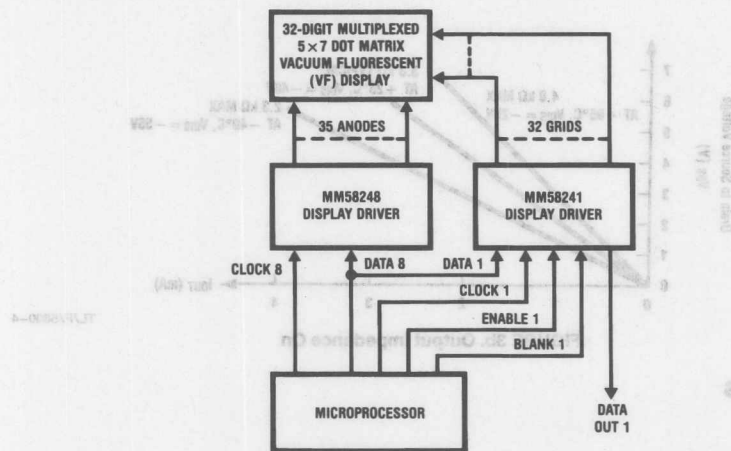 32-DIGIT MULTIPLEXED
5 × 7 DOT MATRIX
VACUUM FLUORESCENT
(VF) DISPLAY
35 ANODES
32 GRIDS
MM58248
DISPLAY DRIVER
MM58241
DISPLAY DRIVER
CLOCK 8
DATA 8
DATA 1
CLOCK 1
ENABLE 1
BLANK 1
MICROPROCESSOR
DATA
OUT 1